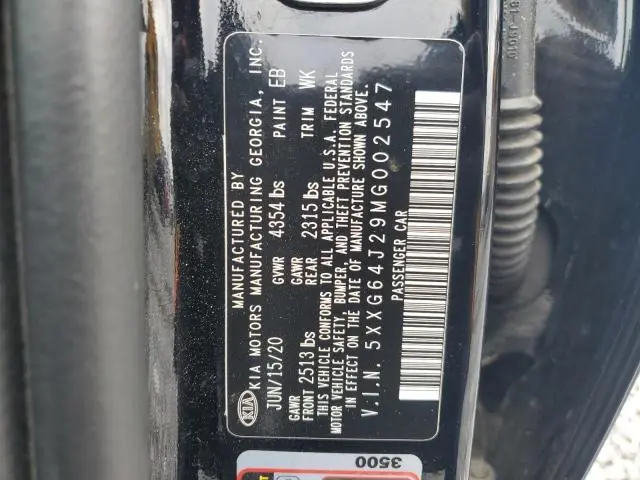 MANUFACTURED BY
KIA KIA MOTORS MANUFACTURING GEORGIA, INC.
JUN/15/20 GVWR 4354 lbs PAINT EB
GAWR FRONT 2513 lbs GAWR REAR 2315 lbs TRIM WK
THIS VEHICLE CONFORMS TO ALL APPLICABLE U.S.A. FEDERAL
MOTOR VEHICLE SAFETY, BUMPER, AND THEFT PREVENTION STANDARDS
IN EFFECT ON THE DATE OF MANUFACTURE SHOWN ABOVE.
V.I.N. 5XXG64J29MG002547
PASSENGER CAR
3500